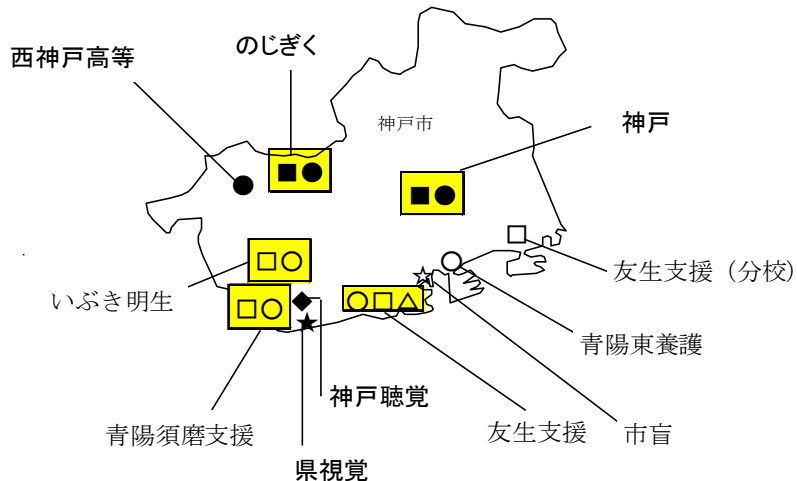 のじぎく
西神戸高等
神戸市
神戸
友生支援（分校）
いぶき明生
青陽東養護
神戸聴覚
青陽須磨支援
友生支援
市盲
県視覚